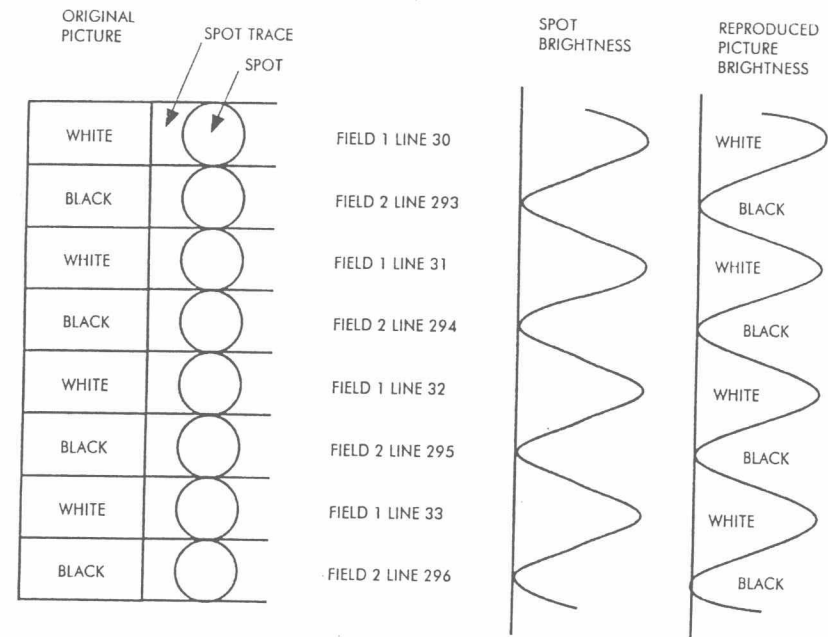 ORIGINAL
PICTURE
SPOT TRACE
SPOT
SPOT
BRIGHTNESS
REPRODUCED
PICTURE
BRIGHTNESS
WHITE
FIELD 1 LINE 30
WHITE
BLACK
FIELD 2 LINE 293
BLACK
WHITE
FIELD 1 LINE 31
WHITE
BLACK
FIELD 2 LINE 294
BLACK
WHITE
FIELD 1 LINE 32
WHITE
BLACK
FIELD 2 LINE 295
BLACK
WHITE
FIELD 1 LINE 33
WHITE
BLACK
FIELD 2 LINE 296
BLACK